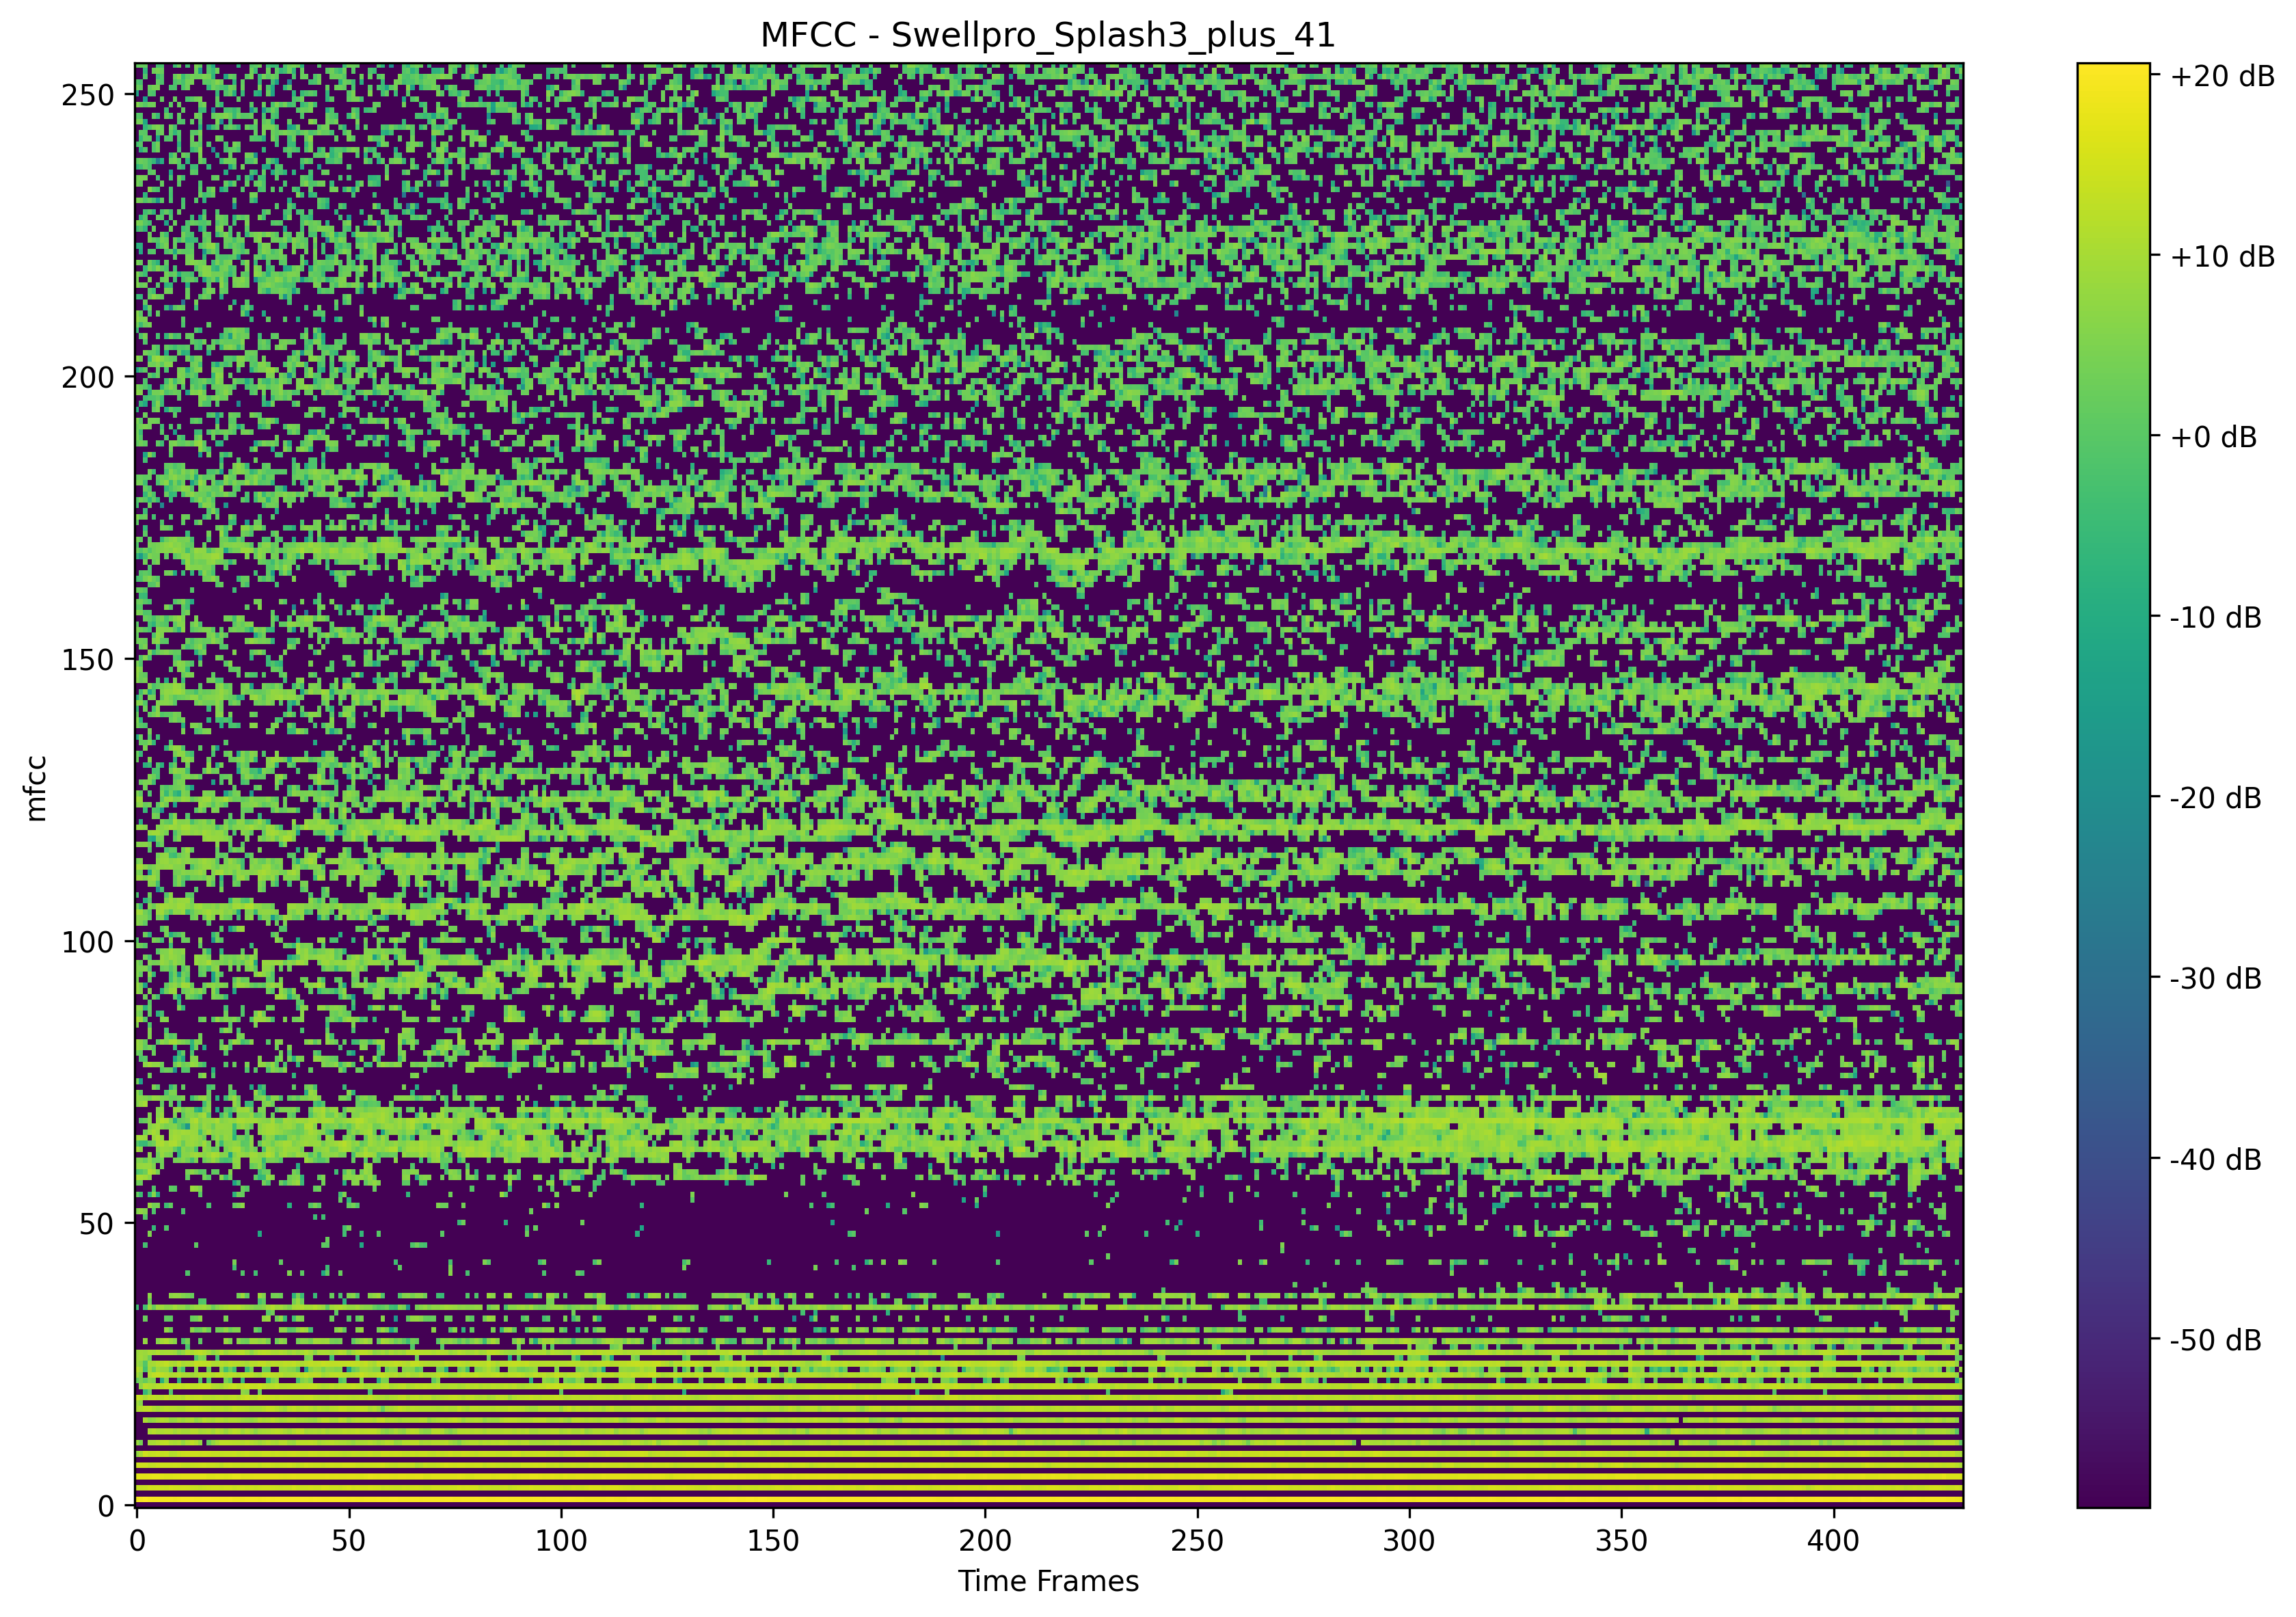 MFCC - Swellpro_Splash3_plus_41
250
200
150
100
50
0
mfcc
0 50 100 150 200 250 300 350 400
Time Frames
+20 dB
+10 dB
+0 dB
-10 dB
-20 dB
-30 dB
-40 dB
-50 dB